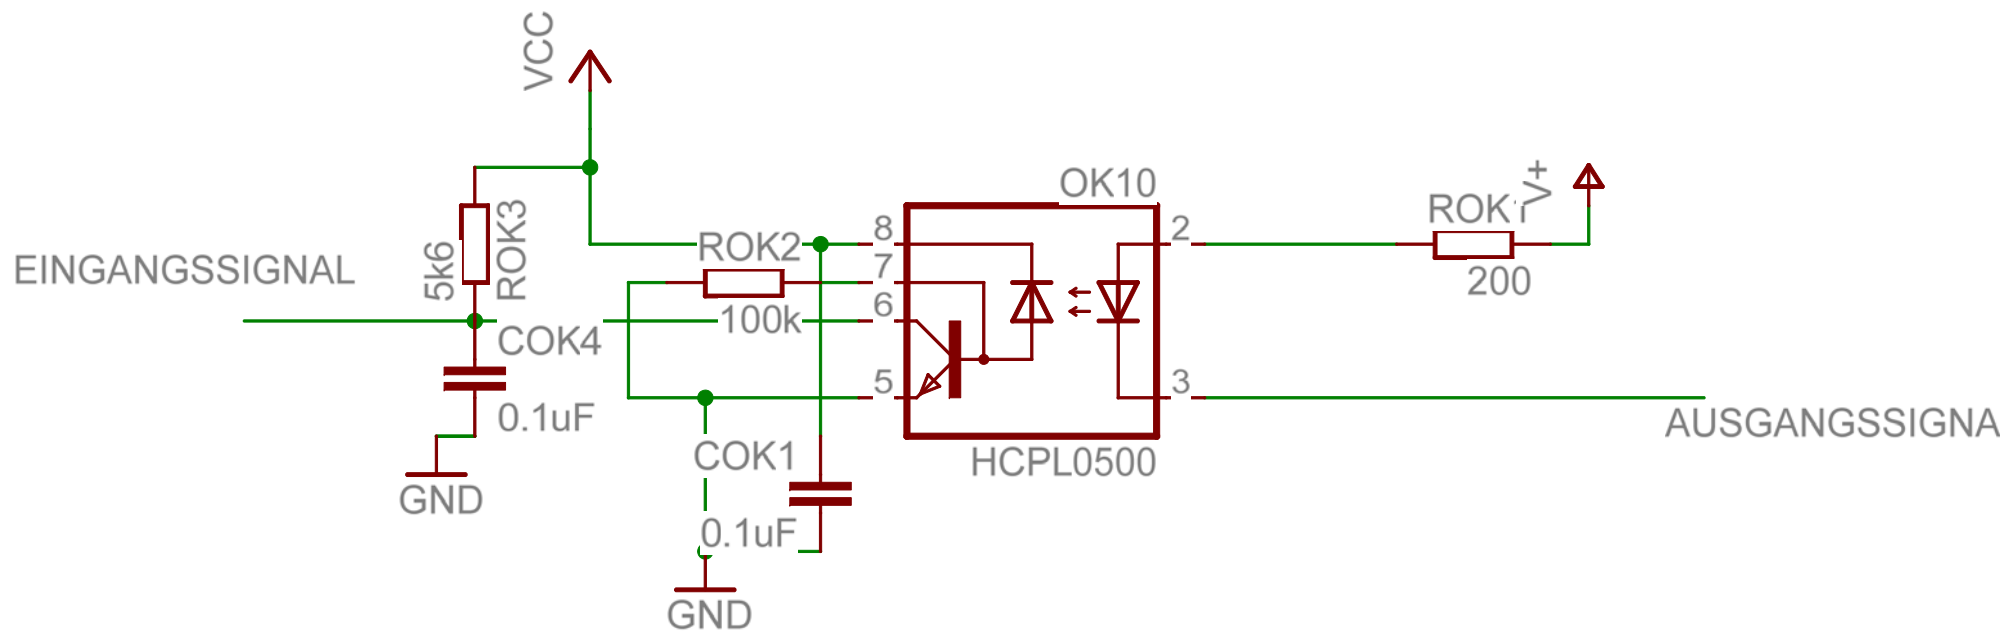 VCC
OK10
V+
ROK
8
2
ROK2
ROK3
5k6
EINGANGSSIGNAL
7
200
6
100k
COK4
5
3
0.1uF
AUSGANGSSIGNA
COK1
HCPL0500
GND
0.1uF
GND